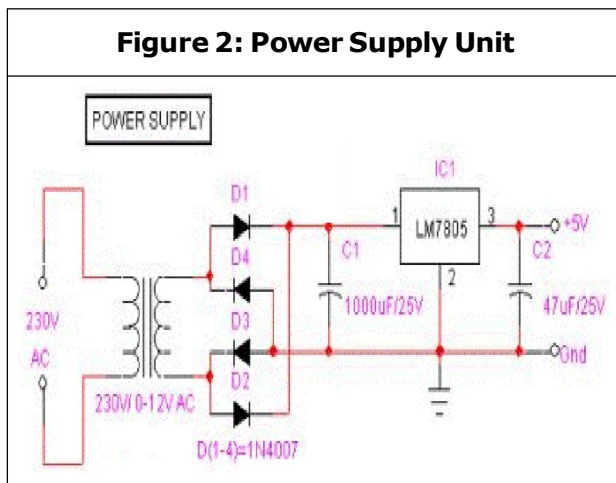 Figure 2: Power Supply Unit
POWER SUPPLY
IC1
D1
1
LM7805
3
+5V
D4
C1
C2
2
D3
1000uF/25V
47uF/25V
230V
AC
D2
Gnd
230V/ 0-12V AC
D(1-4)=1N4007